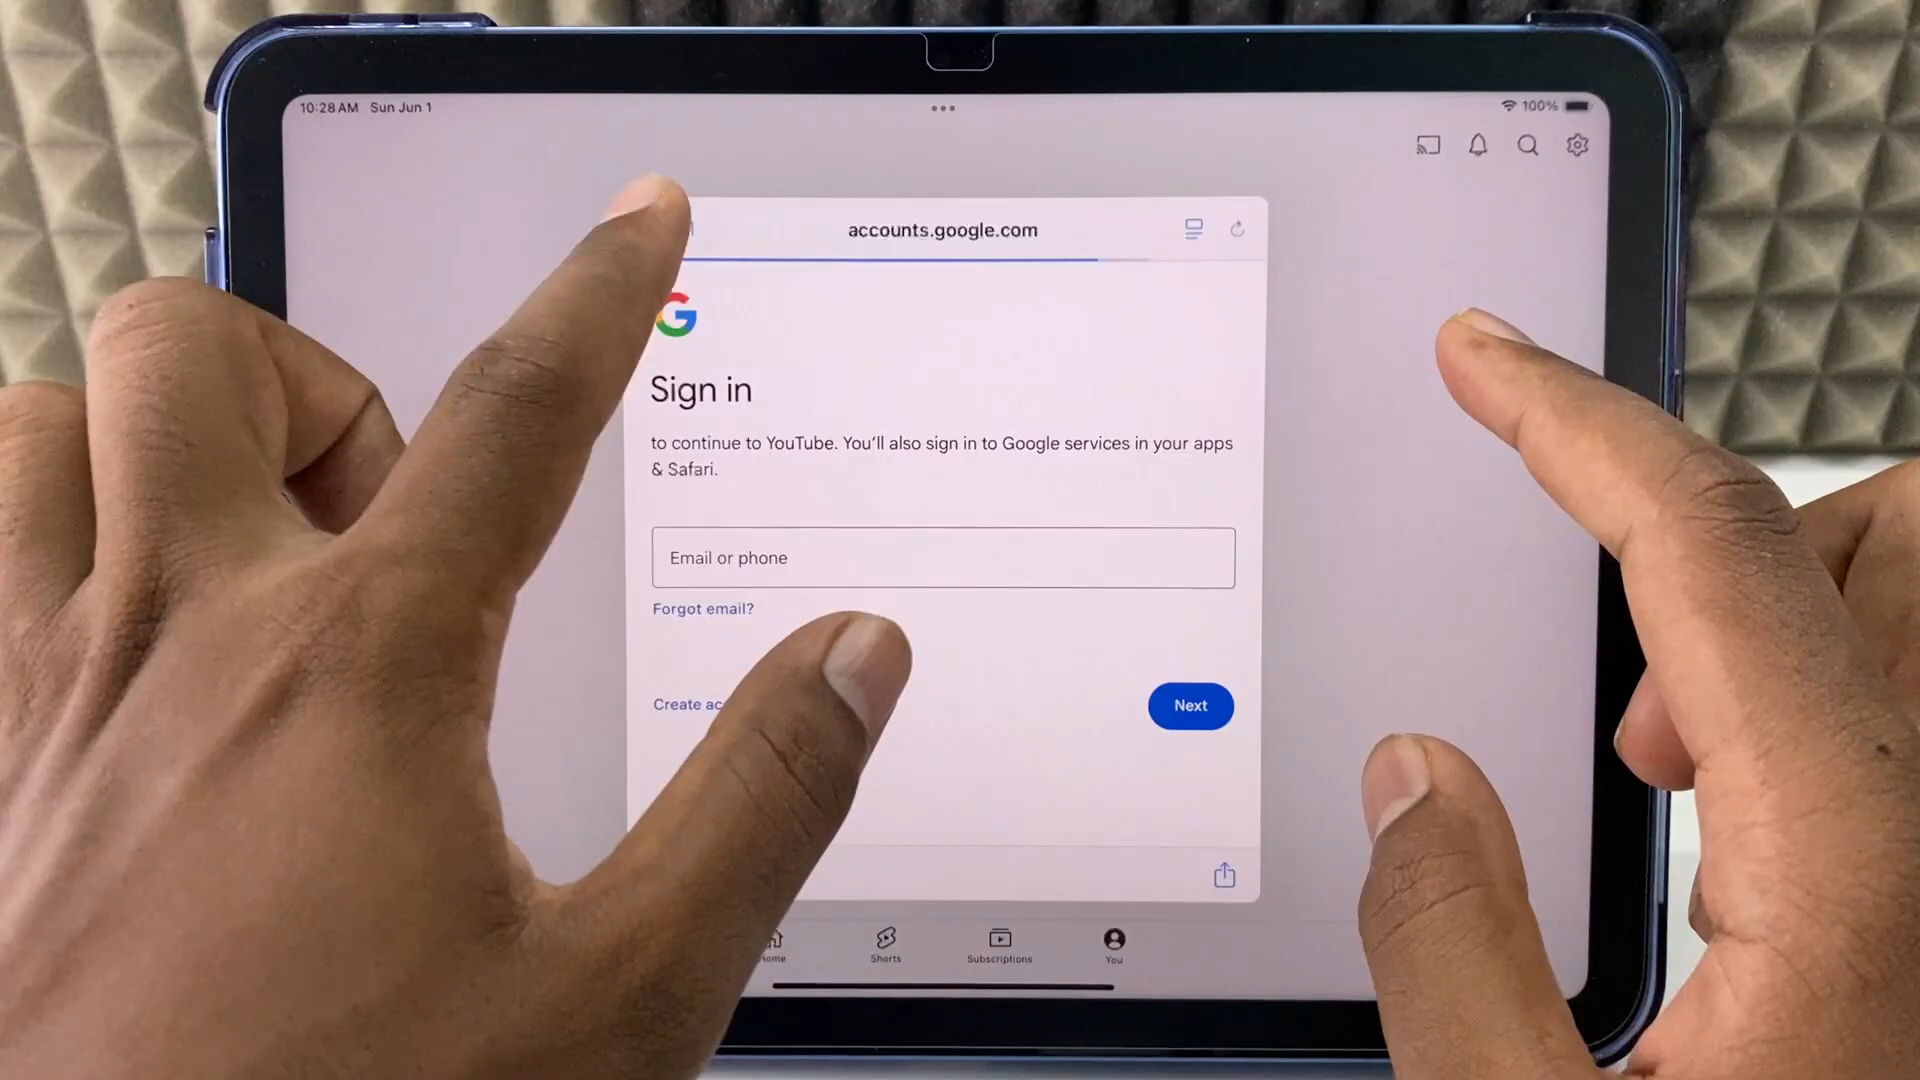 10:28 AM Sun Jun 1
100%
accounts.google.com
Sign in
to continue to YouTube. You'll also sign in to Google services in your apps
& Safari.
Email or phone
Forgot email?
Create
Next
Shorts
Subscriptions
You